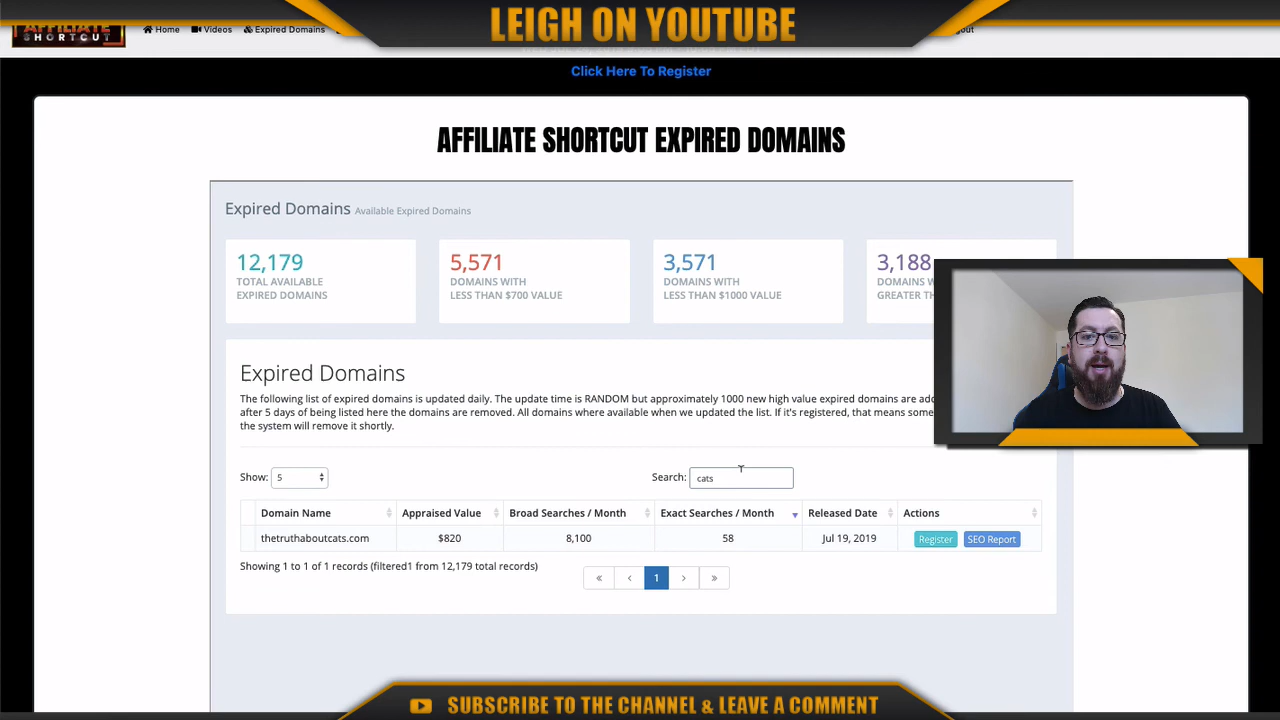 LEIGH ON YOUTUBE
AFFILIATE
SHORTCUT
Home
Videos
Expired Domains
Click Here To Register
AFFILIATE SHORTCUT EXPIRED DOMAINS
Expired Domains Available Expired Domains
12,179
TOTAL AVAILABLE
EXPIRED DOMAINS
5,571
DOMAINS WITH
LESS THAN $700 VALUE
3,571
DOMAINS WITH
LESS THAN $1000 VALUE
3,188
DOMAINS
GREATER
Expired Domains
The following list of expired domains is updated daily. The update time is RANDOM but approximately 1000 new high value expired domains are
after 5 days of being listed here the domains are removed. All domains where available when we updated the list. If it's registered, that means
the system will remove it shortly.
Show: 5
Search: cats
Domain Name Appraised Value Broad Searches / Month Exact Searches / Month Released Date Actions
thetruthaboutcats.com $820 8,100 58 Jul 19, 2019 Register SEO Report
Showing 1 to 1 of 1 records (filtered1 from 12,179 total records)
« ‹ 1 › »
SUBSCRIBE TO THE CHANNEL & LEAVE A COMMENT